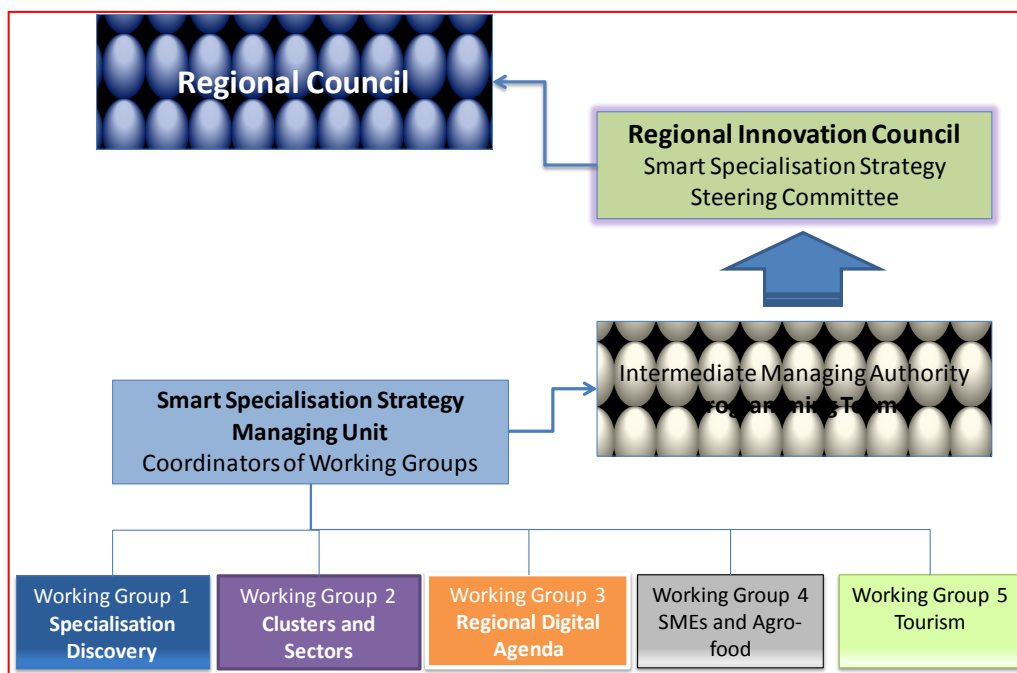 Regional Council
Regional Innovation Council
Smart Specialisation Strategy
Steering Committee
Intermediate Managing Authority
Programming Team
Smart Specialisation Strategy
Managing Unit
Coordinators of Working Groups
Working Group 1
Specialisation
Discovery
Working Group 2
Clusters and
Sectors
Working Group 3
Regional Digital
Agenda
Working Group 4
SMEs and Agro-
food
Working Group 5
Tourism